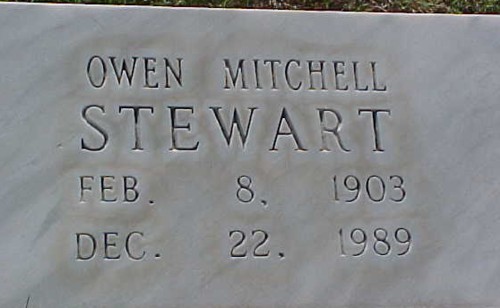 OWEN MITCHELL
STEWART
FEB. 8, 1903
DEC. 22, 1989